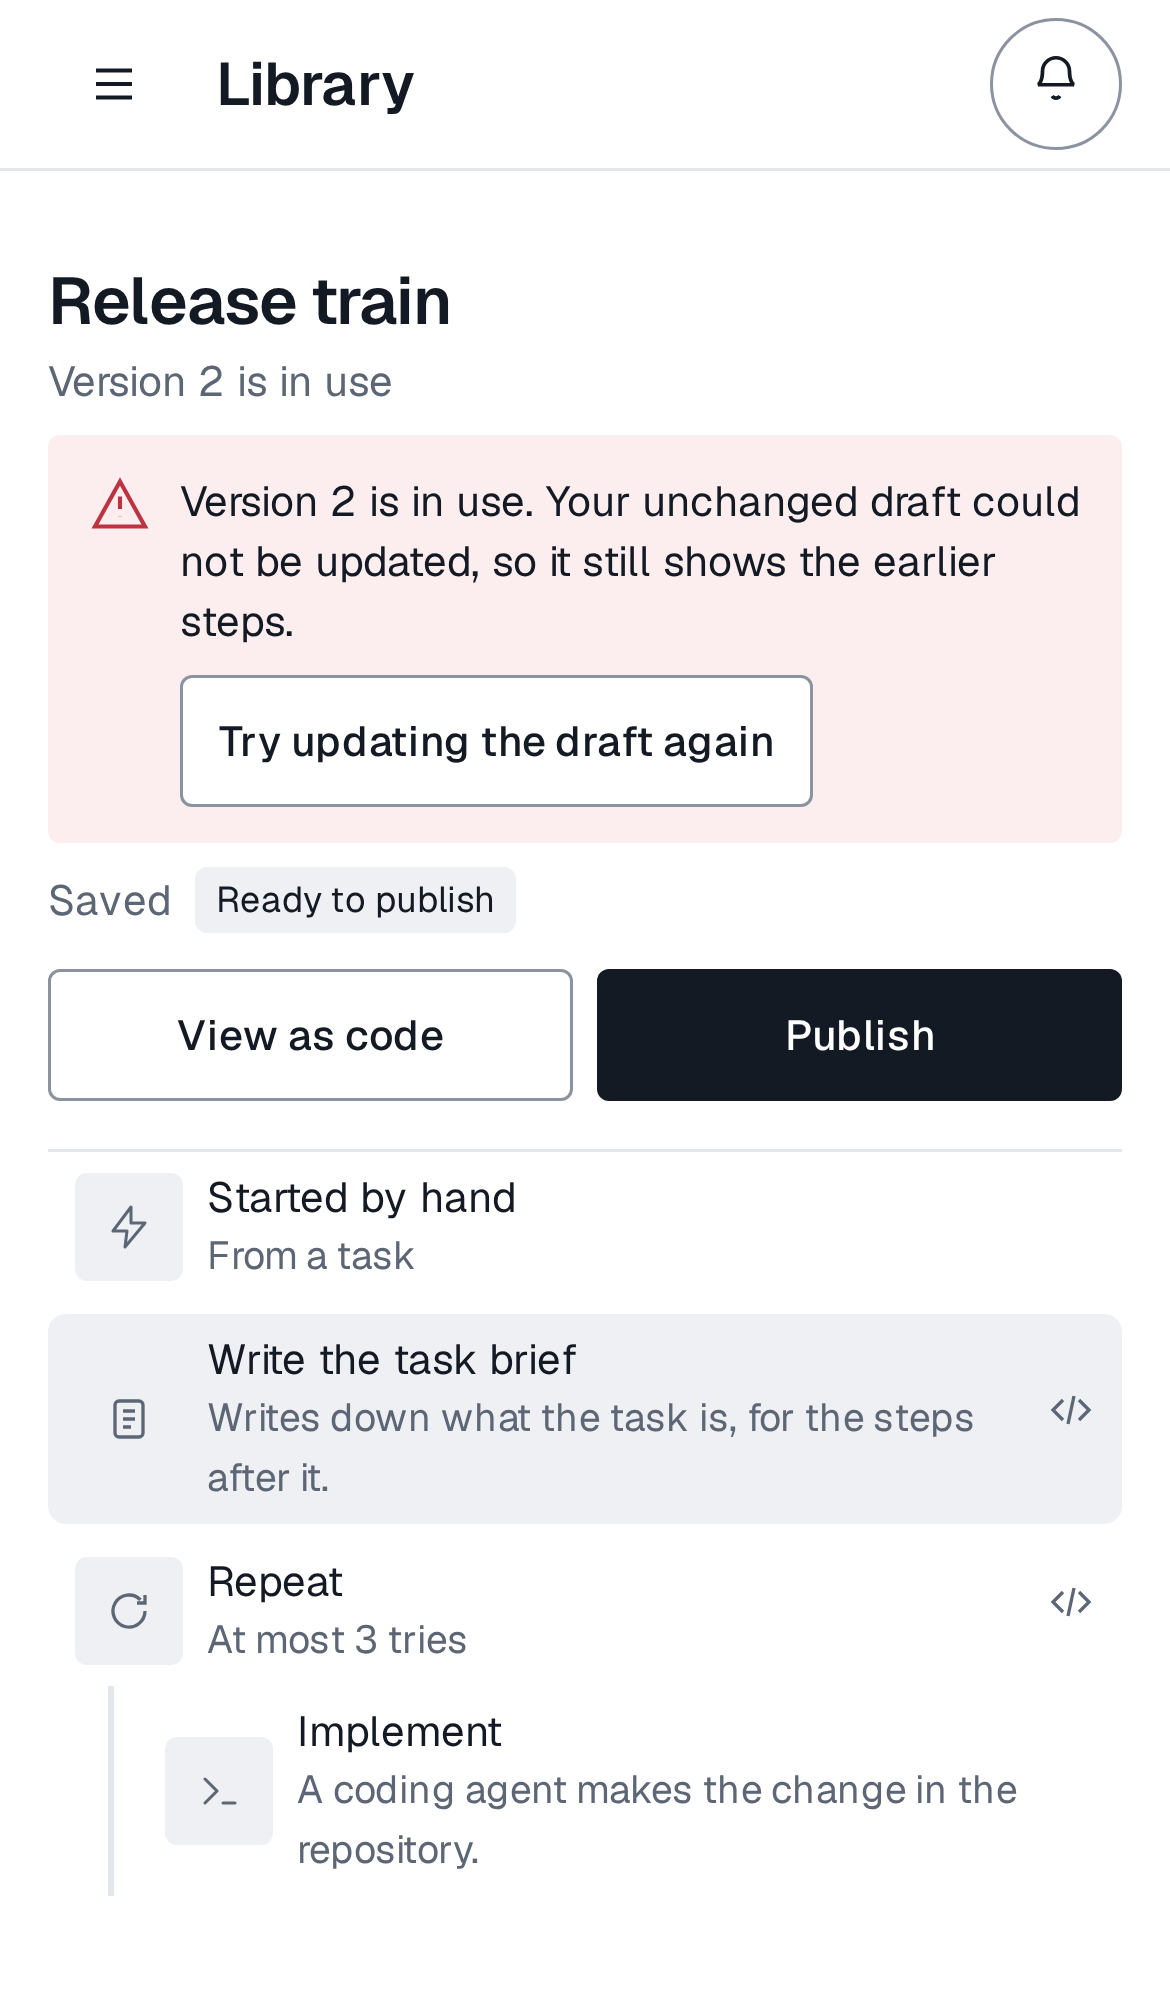 Library
Release train
Version 2 is in use
Version 2 is in use. Your unchanged draft could
not be updated, so it still shows the earlier
steps.
Try updating the draft again
Saved
Ready to publish
View as code
Publish
Started by hand
From a task
Write the task brief
Writes down what the task is, for the steps
after it.
Repeat
At most 3 tries
Implement
A coding agent makes the change in the
repository.